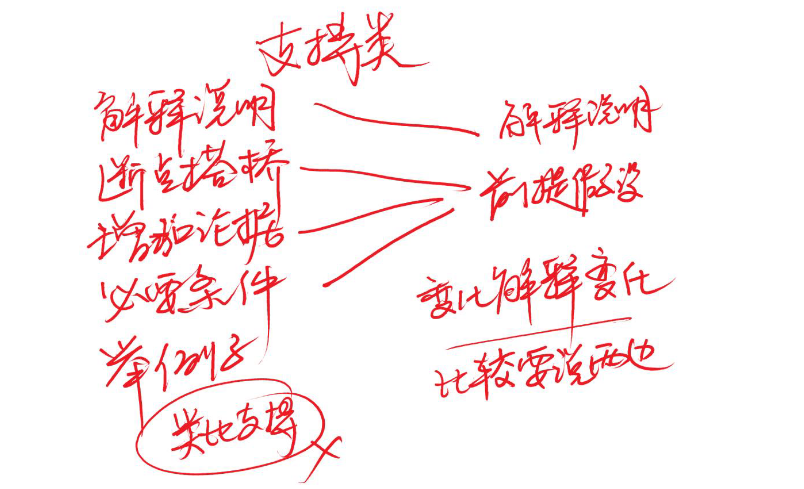 支持类
解释说明
断点搭桥
增加论据
必要条件
举例子
类比支撑
解释说明
前提假设
变化解释变化
比较要说两边